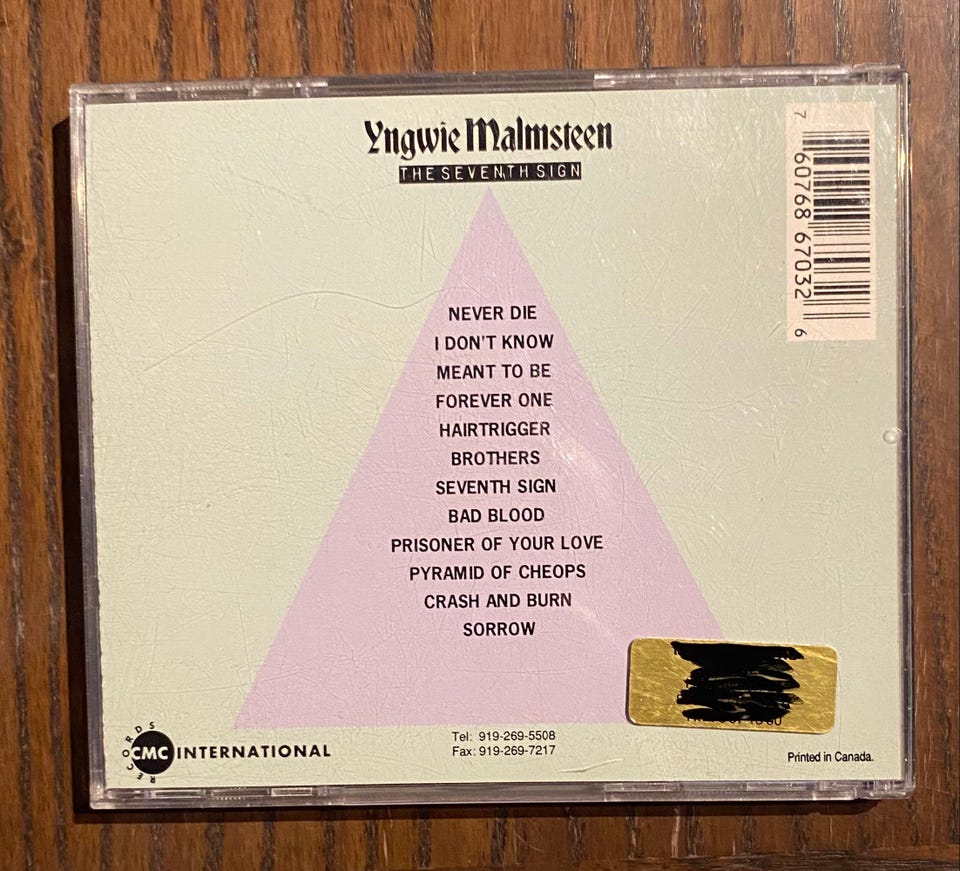 Yngwie Malmsteen
THE SEVENTH SIGN
7 60768 67032 6
NEVER DIE
I DON'T KNOW
MEANT TO BE
FOREVER ONE
HAIRTRIGGER
BROTHERS
SEVENTH SIGN
BAD BLOOD
PRISONER OF YOUR LOVE
PYRAMID OF CHEOPS
CRASH AND BURN
SORROW
CMC RECORDS INTERNATIONAL
Tel: 919-269-5508
Fax: 919-269-7217
Printed in Canada.